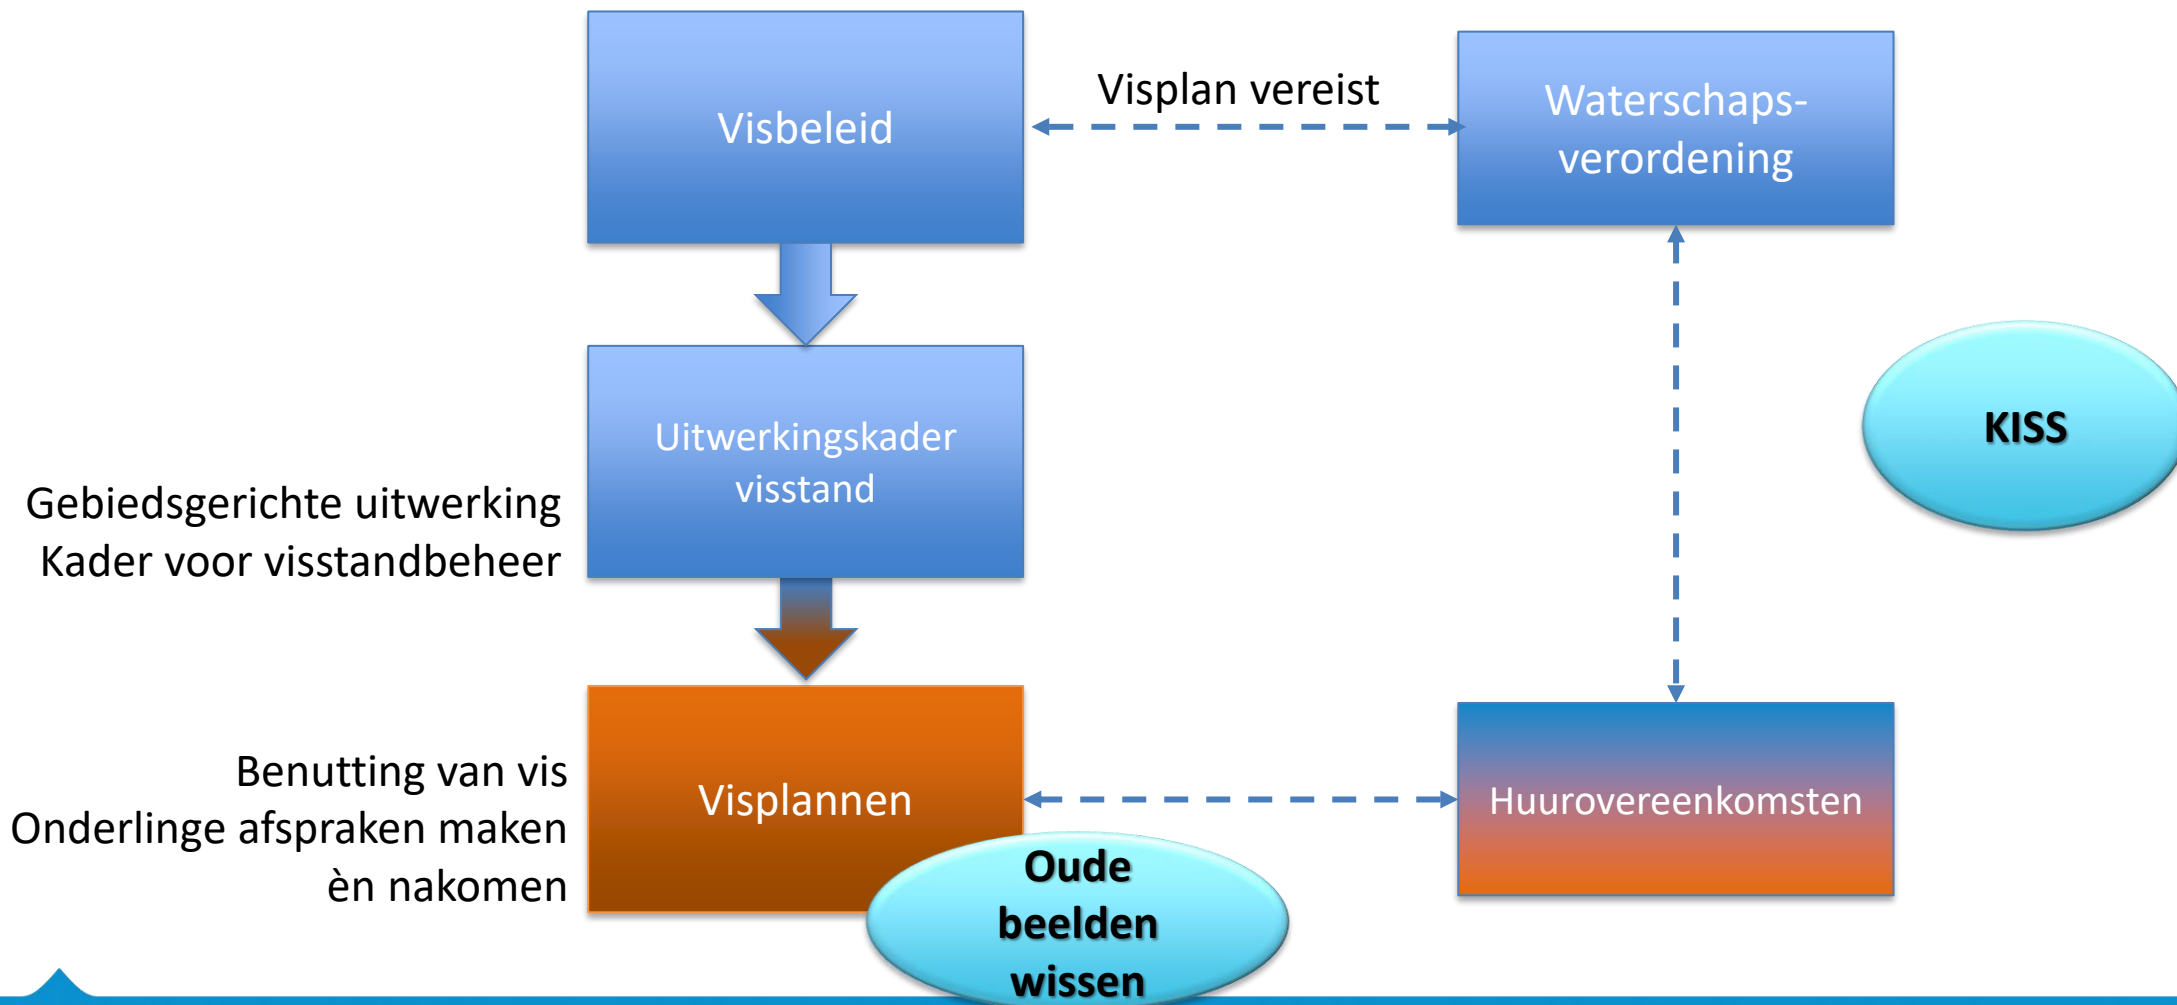 Visbeleid
Visplan vereist
Waterschaps-
verordening
Uitwerkingskader
visstand
Gebiedsgerichte uitwerking
Kader voor visstandbeheer
KISS
Visplannen
Benutting van vis
Onderlinge afspraken maken
èn nakomen
Huurovereenkomsten
Oude
beelden
wissen